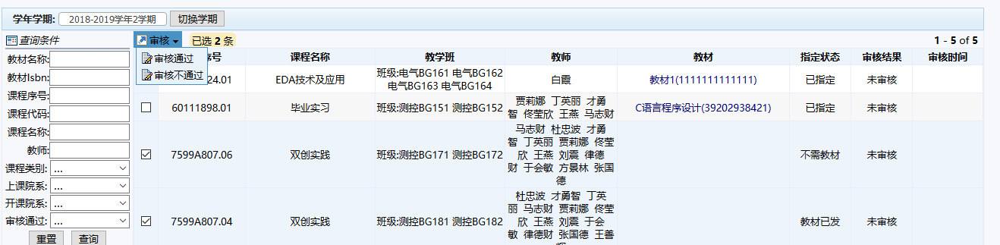 学年学期: 2018-2019学年2学期 切换学期
查询条件 审核 已选 2 条 1 - 5 of 5
教材名称:
教材Isbn:
课程序号:
课程代码:
课程名称:
教师:
课程类别: ...
上课院系: ...
开课院系: ...
审核通过: ...
重置 查询
审核通过
审核不通过
号 课程名称 教学班 教师 教材 指定状态 审核结果 审核时间
24.01 EDA技术及应用 班级:电气BG161 电气BG162 白霞 教材1(1111111111111) 已指定 未审核
电气BG163 电气BG164
60111898.01 毕业实习 班级:测控BG151 测控BG152 贾莉娜 丁英丽 才勇 C语言程序设计(39202938421) 已指定 未审核
智 佟莹欣 王燕 马志财
7599A807.06 双创实践 班级:测控BG171 测控BG172 马志财 杜忠波 才勇 不需教材 未审核
智 丁英丽 贾莉娜 佟莹
欣 王燕 刘震 律德
财 于会敏 方景林 张国
德
7599A807.04 双创实践 班级:测控BG181 测控BG182 杜忠波 才勇智 丁英 教材已发 未审核
丽 马志财 贾莉娜 佟莹
欣 王燕 刘震 于会
敏 律德财 张国德 王善